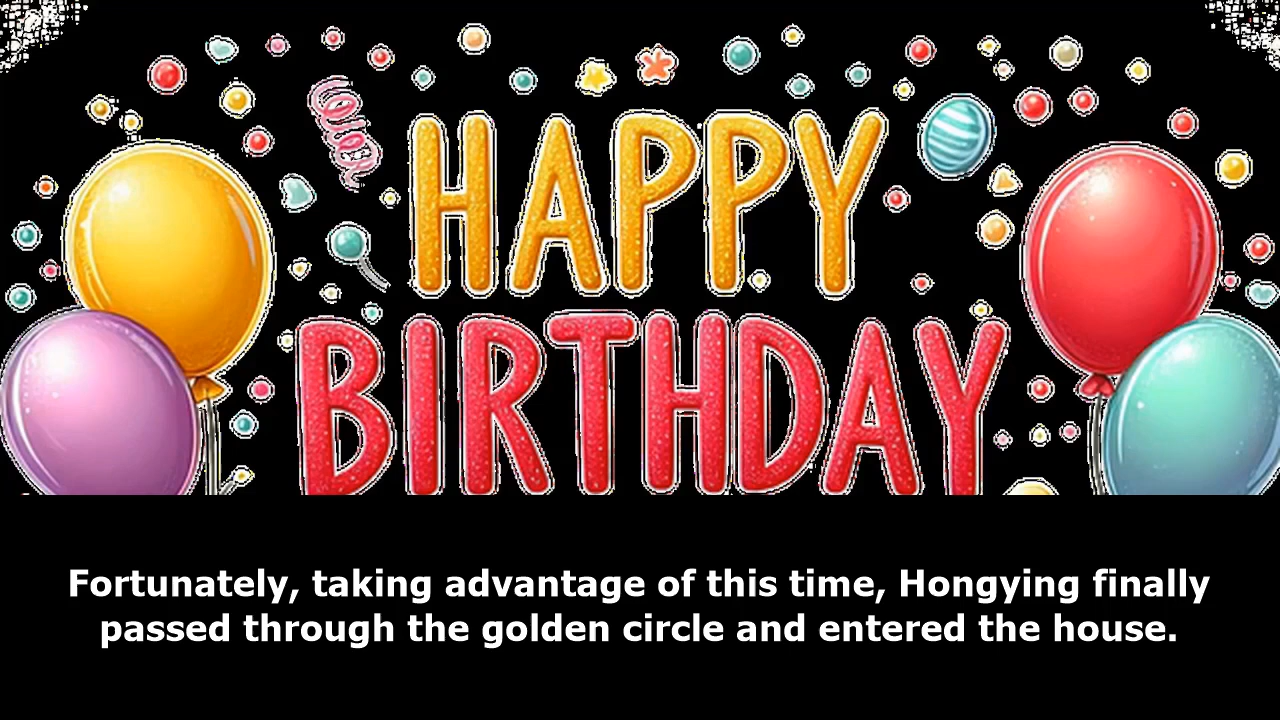 HAPPY
BIRTHDAY
Fortunately, taking advantage of this time, Hongying finally
passed through the golden circle and entered the house.